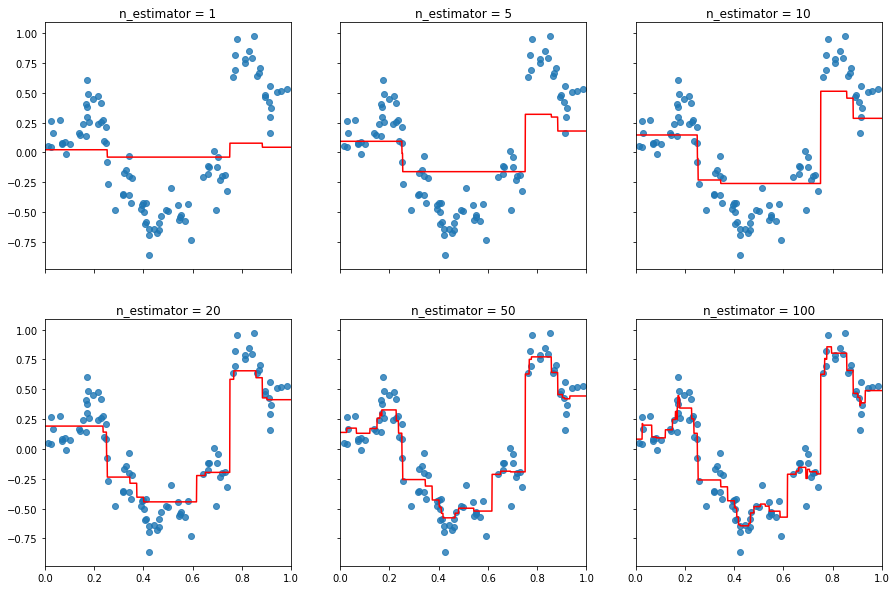 n_estimator = 1
n_estimator = 5
n_estimator = 10
1.00
0.75
0.50
0.25
0.00
−0.25
−0.50
−0.75
n_estimator = 20
n_estimator = 50
n_estimator = 100
1.00
0.75
0.50
0.25
0.00
−0.25
−0.50
−0.75
0.0 0.2 0.4 0.6 0.8 1.0
0.0 0.2 0.4 0.6 0.8 1.0
0.0 0.2 0.4 0.6 0.8 1.0